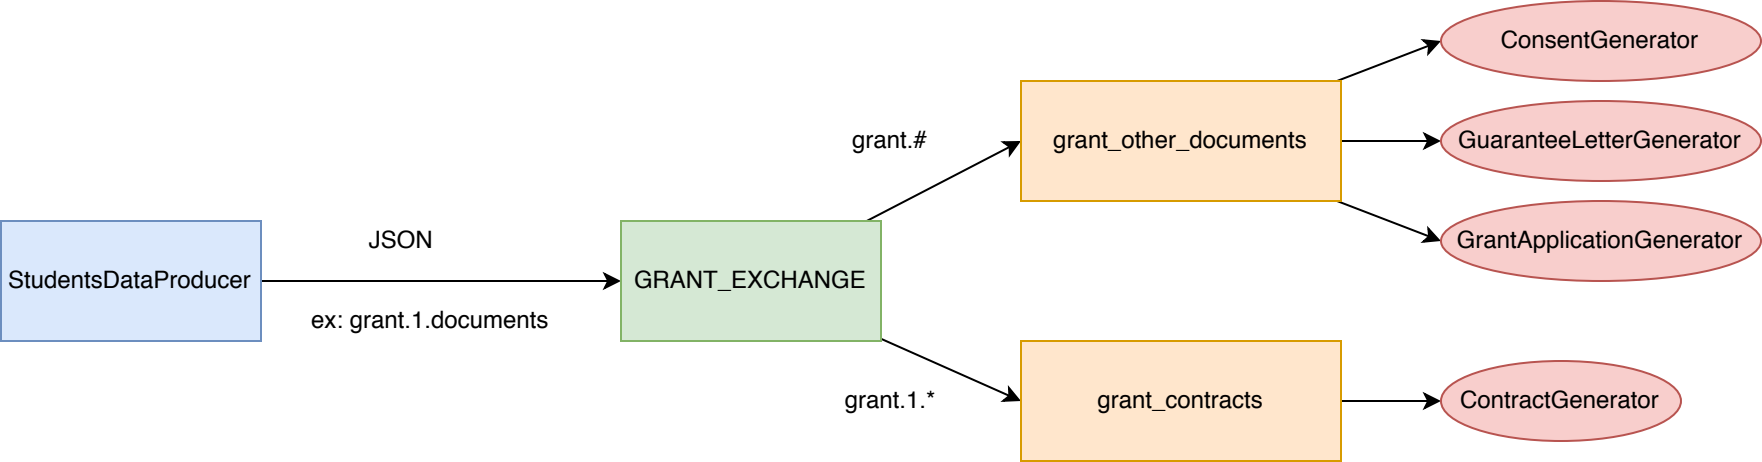 ConsentGenerator
grant.#
grant_other_documents
GuaranteeLetterGenerator
JSON
GrantApplicationGenerator
StudentsDataProducer
GRANT_EXCHANGE
ex: grant.1.documents
grant.1.*
grant_contracts
ContractGenerator